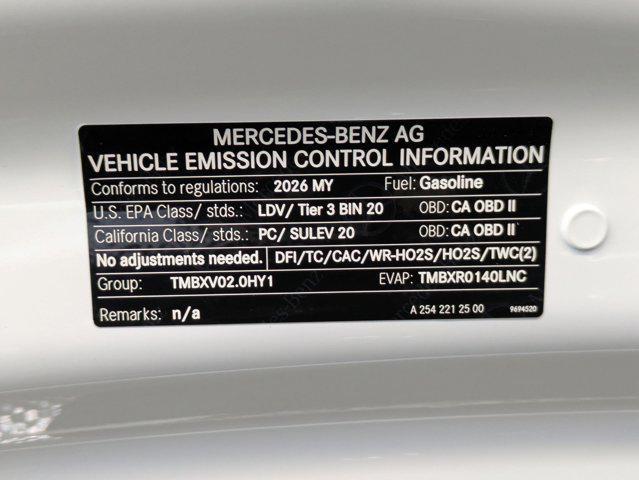 MERCEDES-BENZ AG
VEHICLE EMISSION CONTROL INFORMATION
Conforms to regulations: 2026 MY Fuel: Gasoline
U.S. EPA Class/ stds.: LDV/ Tier 3 BIN 20 OBD: CA OBD II
California Class/ stds.: PC/ SULEV 20 OBD: CA OBD II
No adjustments needed. DFI/TC/CAC/WR-HO2S/HO2S/TWC(2)
Group: TMBXV02.0HY1 EVAP: TMBXR0140LNC
Remarks: n/a A 254 221 25 00 9694520